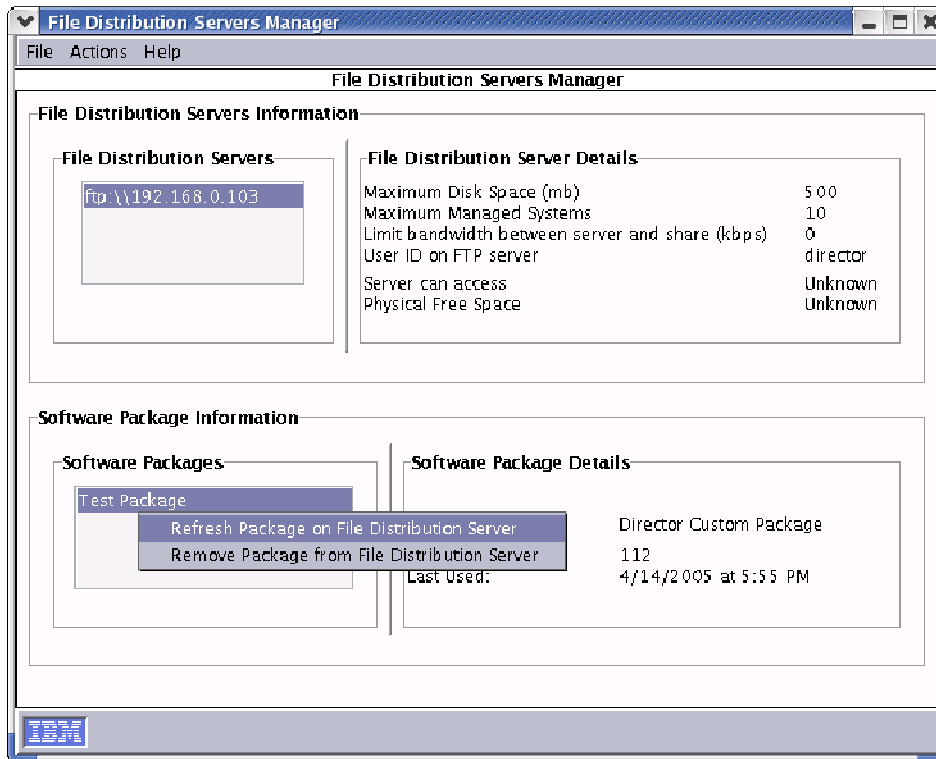 File Distribution Servers Manager
File Actions Help
File Distribution Servers Manager
File Distribution Servers Information
File Distribution Servers
ftp:\\192.168.0.103
File Distribution Server Details
Maximum Disk Space (mb) 500
Maximum Managed Systems 10
Limit bandwidth between server and share (kbps) 0
User ID on FTP server director
Server can access Unknown
Physical Free Space Unknown
Software Package Information
Software Packages
Test Package
Refresh Package on File Distribution Server
Remove Package from File Distribution Server
Software Package Details
Director Custom Package
112
Last Used: 4/14/2005 at 5:55 PM
IBM